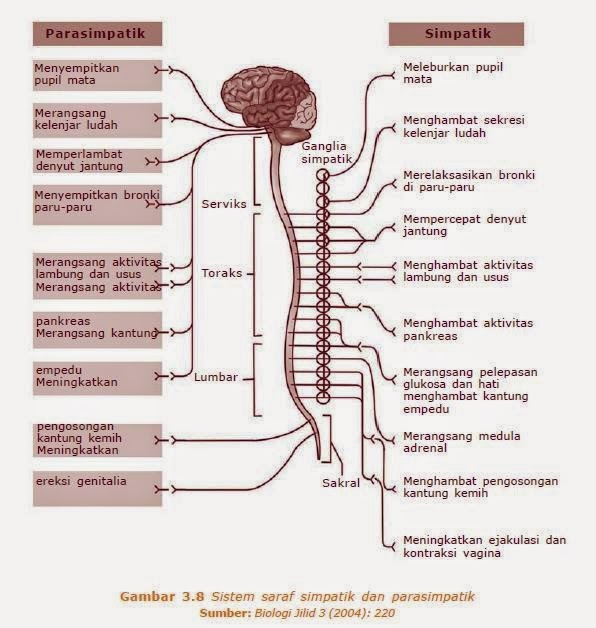 Parasimpatik
Menyempitkan
pupil mata
Merangsang
kelenjar ludah
Memperlambat
denyut jantung
Menyempitkan bronki
paru-paru
Merangsang aktivitas
lambung dan usus
Merangsang aktivitas
pankreas
Merangsang kantung
empedu
Meningkatkan
pengosongan
kantung kemih
Meningkatkan
ereksi genitalia
Ganglia
simpatik
Serviks
Toraks
Lumbar
Sakral
Simpatik
Meleburkan pupil
mata
Menghambat sekresi
kelenjar ludah
Merelaksasikan bronki
di paru-paru
Mempercepat denyut
jantung
Menghambat aktivitas
lambung dan usus
Menghambat aktivitas
pankreas
Merangsang pelepasan
glukosa dan hati
menghambat kantung
empedu
Merangsang medula
adrenal
Menghambat pengosongan
kantung kemih
Meningkatkan ejakulasi dan
kontraksi vagina
Gambar 3.8 Sistem saraf simpatik dan parasimpatik
Sumber: Biologi Jilid 3 (2004): 220